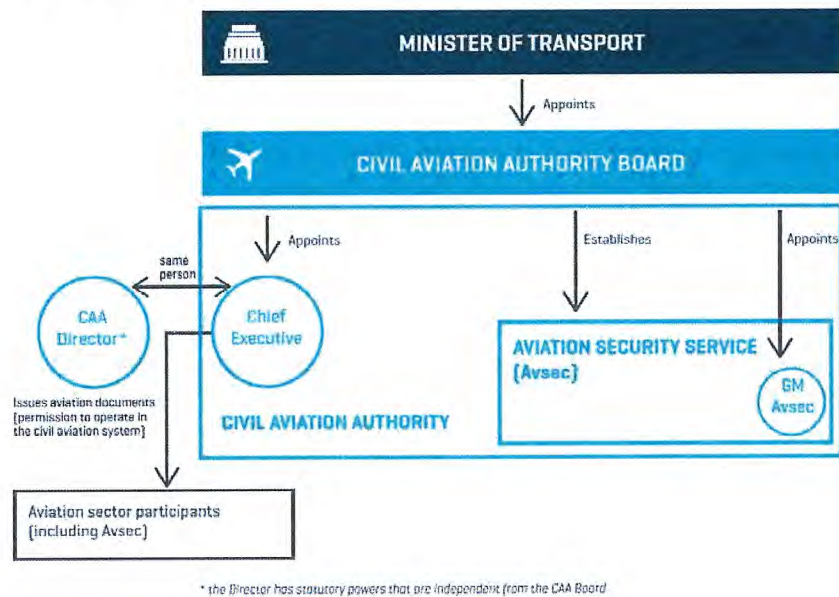 MINISTER OF TRANSPORT
Appoints
CIVIL AVIATION AUTHORITY BOARD
Appoints
Establishes
Appoints
same
person
CAA
Director*
Chief
Executive
AVIATION SECURITY SERVICE
(Avsec)
GM
Avsec
Issues aviation documents
(permission to operate in
the civil aviation system)
CIVIL AVIATION AUTHORITY
Aviation sector participants
(including Avsec)
* the Director has statutory powers that are independent from the CAA Board